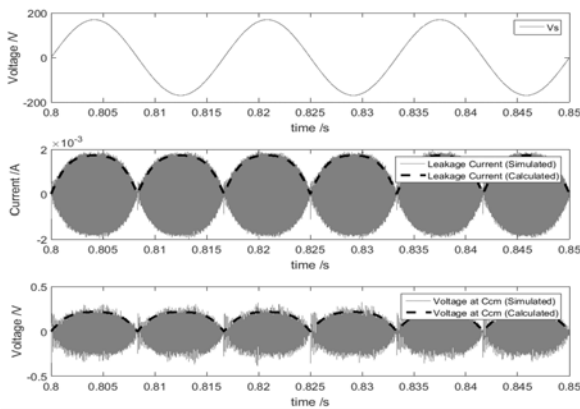 200
Vs
Voltage /V
0
-200
0.8 0.805 0.81 0.815 0.82 0.825 0.83 0.835 0.84 0.845 0.85
time /s
×10⁻³
2
Leakage Current (Simulated)
Leakage Current (Calculated)
Current /A
0
-2
0.8 0.805 0.81 0.815 0.82 0.825 0.83 0.835 0.84 0.845 0.85
time /s
0.5
Voltage at Ccm (Simulated)
Voltage at Ccm (Calculated)
Voltage /V
0
-0.5
0.8 0.805 0.81 0.815 0.82 0.825 0.83 0.835 0.84 0.845 0.85
time /s